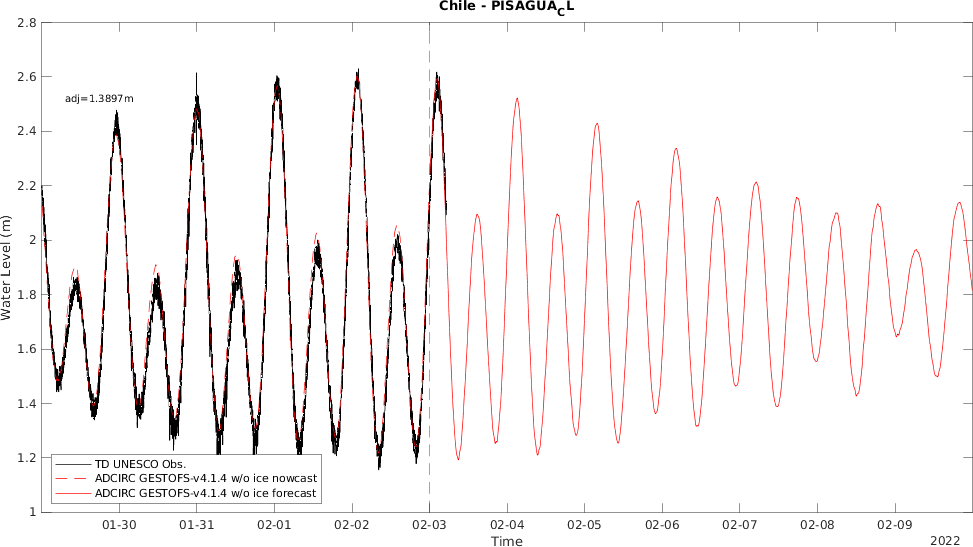 Chile - PISAGUA_CL
2.8
2.6
adj=1.3897m
2.4
2.2
2
1.8
1.6
1.4
1.2
1
Water Level (m)
TD UNESCO Obs.
ADCIRC GESTOFS-v4.1.4 w/o ice nowcast
ADCIRC GESTOFS-v4.1.4 w/o ice forecast
01-30 01-31 02-01 02-02 02-03 02-04 02-05 02-06 02-07 02-08 02-09
Time
2022